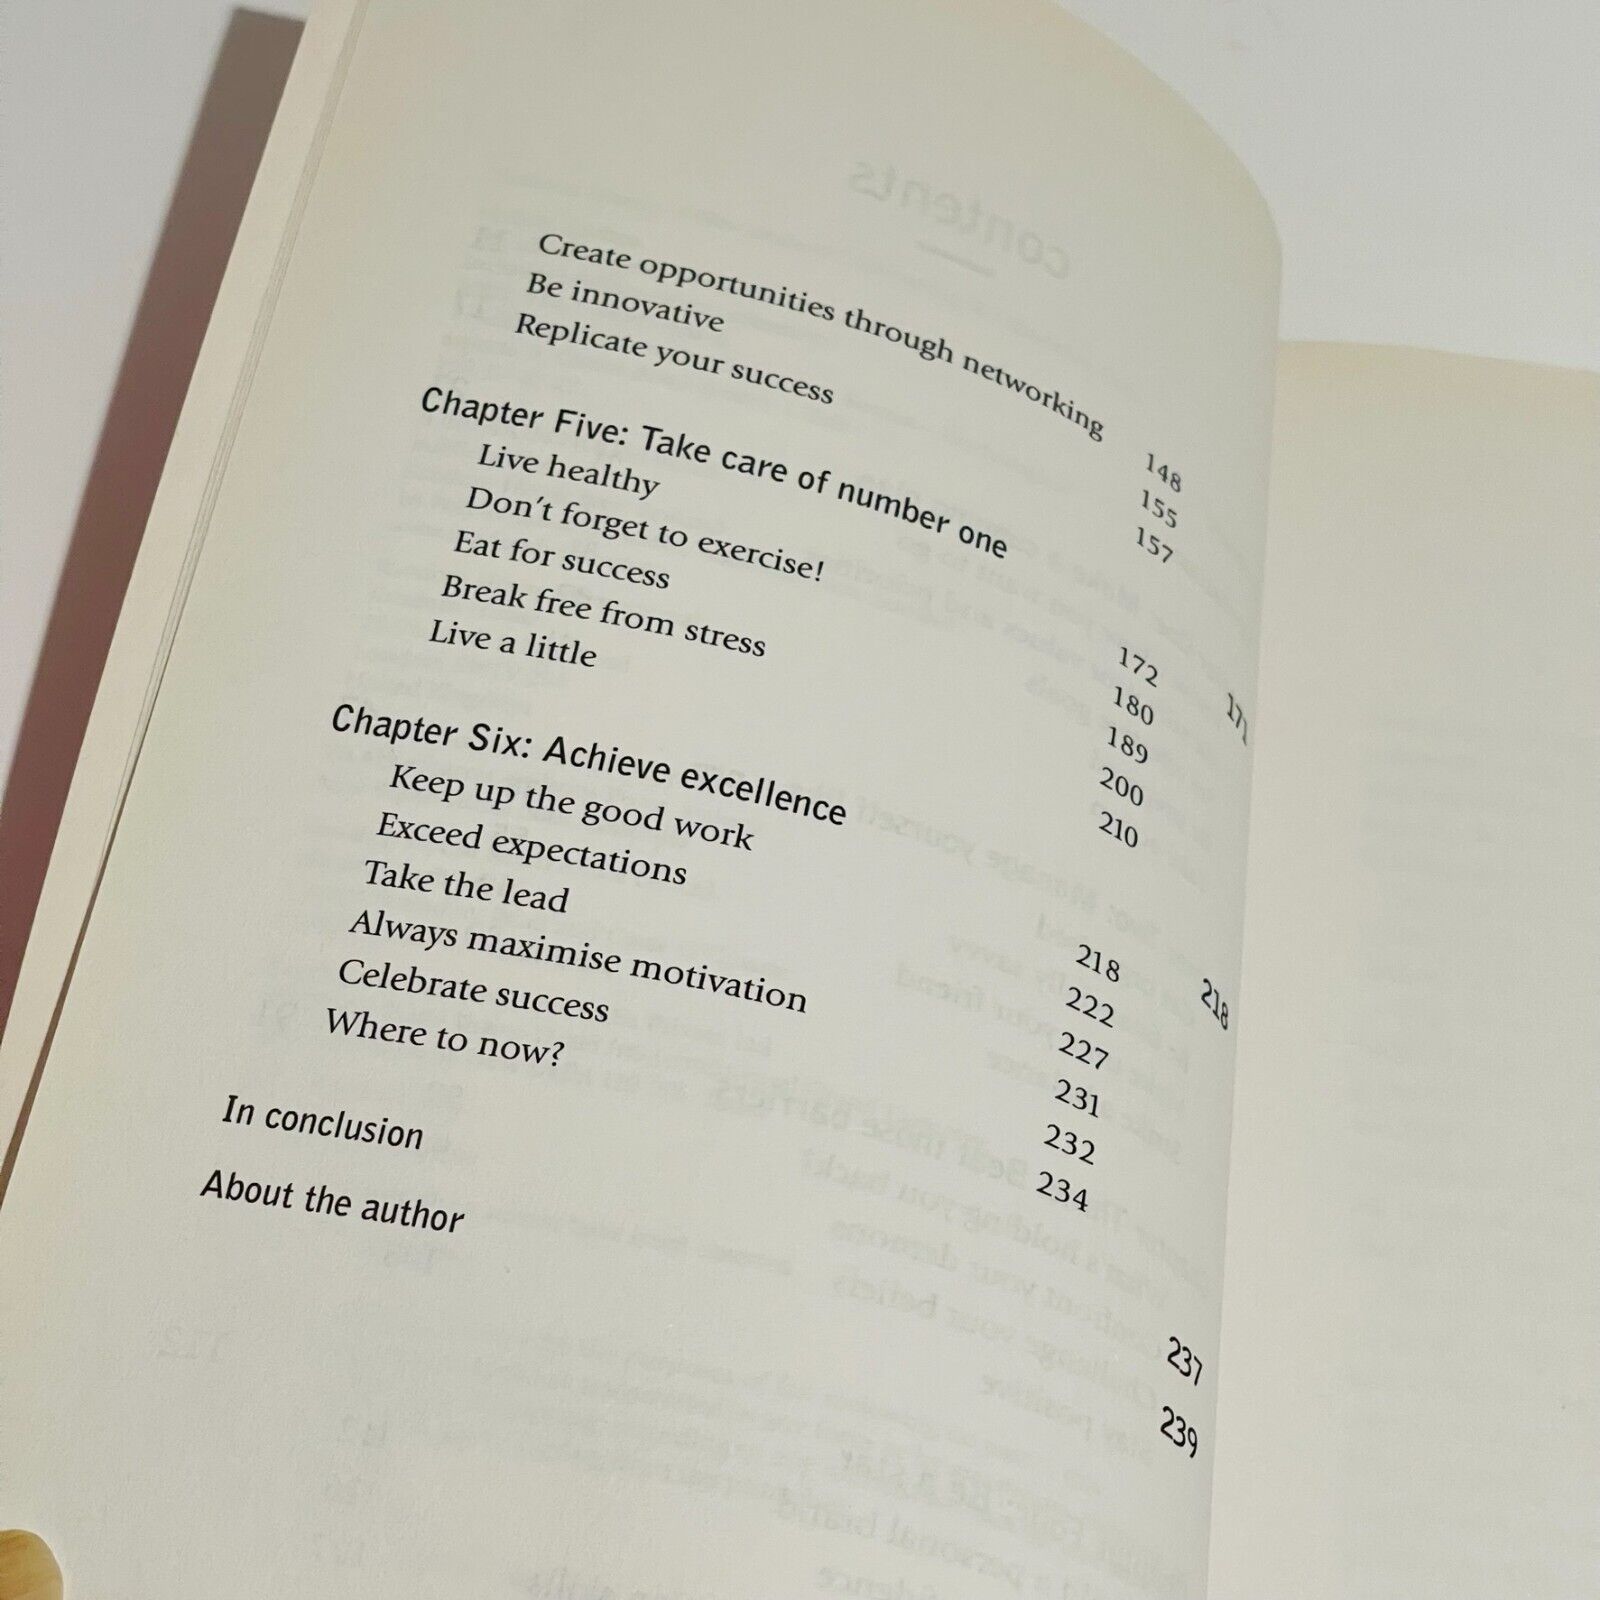 Create opportunities through networking 148
Be innovative 155
Replicate your success 157
Chapter Five: Take care of number one 171
Live healthy 172
Don't forget to exercise! 180
Eat for success 189
Break free from stress 200
Live a little 210
Chapter Six: Achieve excellence 218
Keep up the good work 218
Exceed expectations 222
Take the lead 227
Always maximise motivation 231
Celebrate success 232
Where to now? 234
In conclusion 237
About the author 239